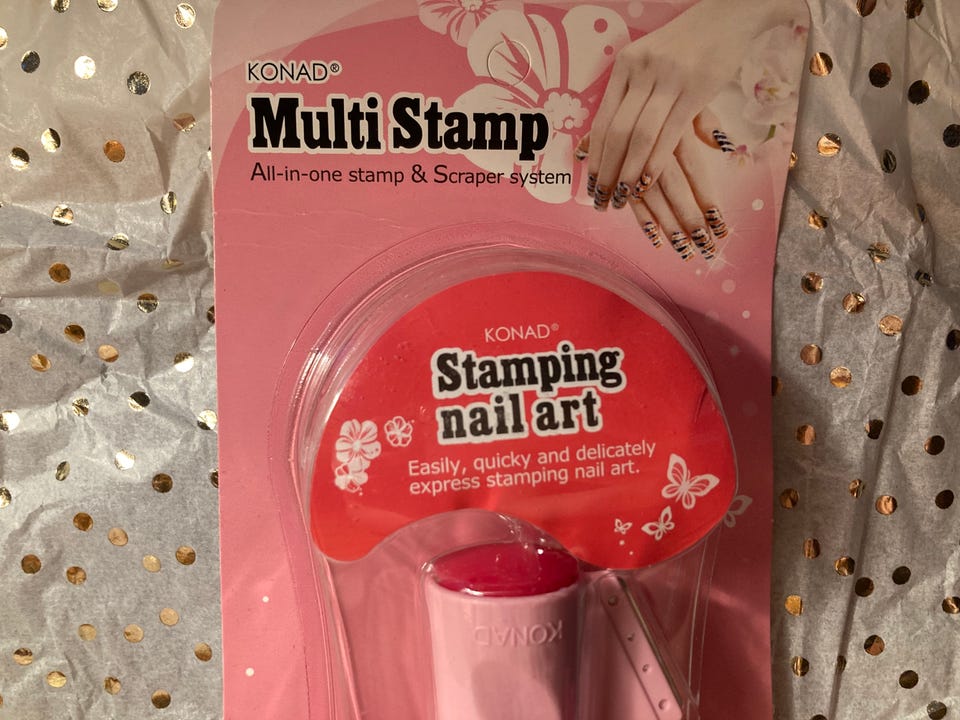 KONAD®
Multi Stamp
All-in-one stamp & Scraper system
KONAD®
Stamping
nail art
Easily, quicky and delicately
express stamping nail art.
KONAD